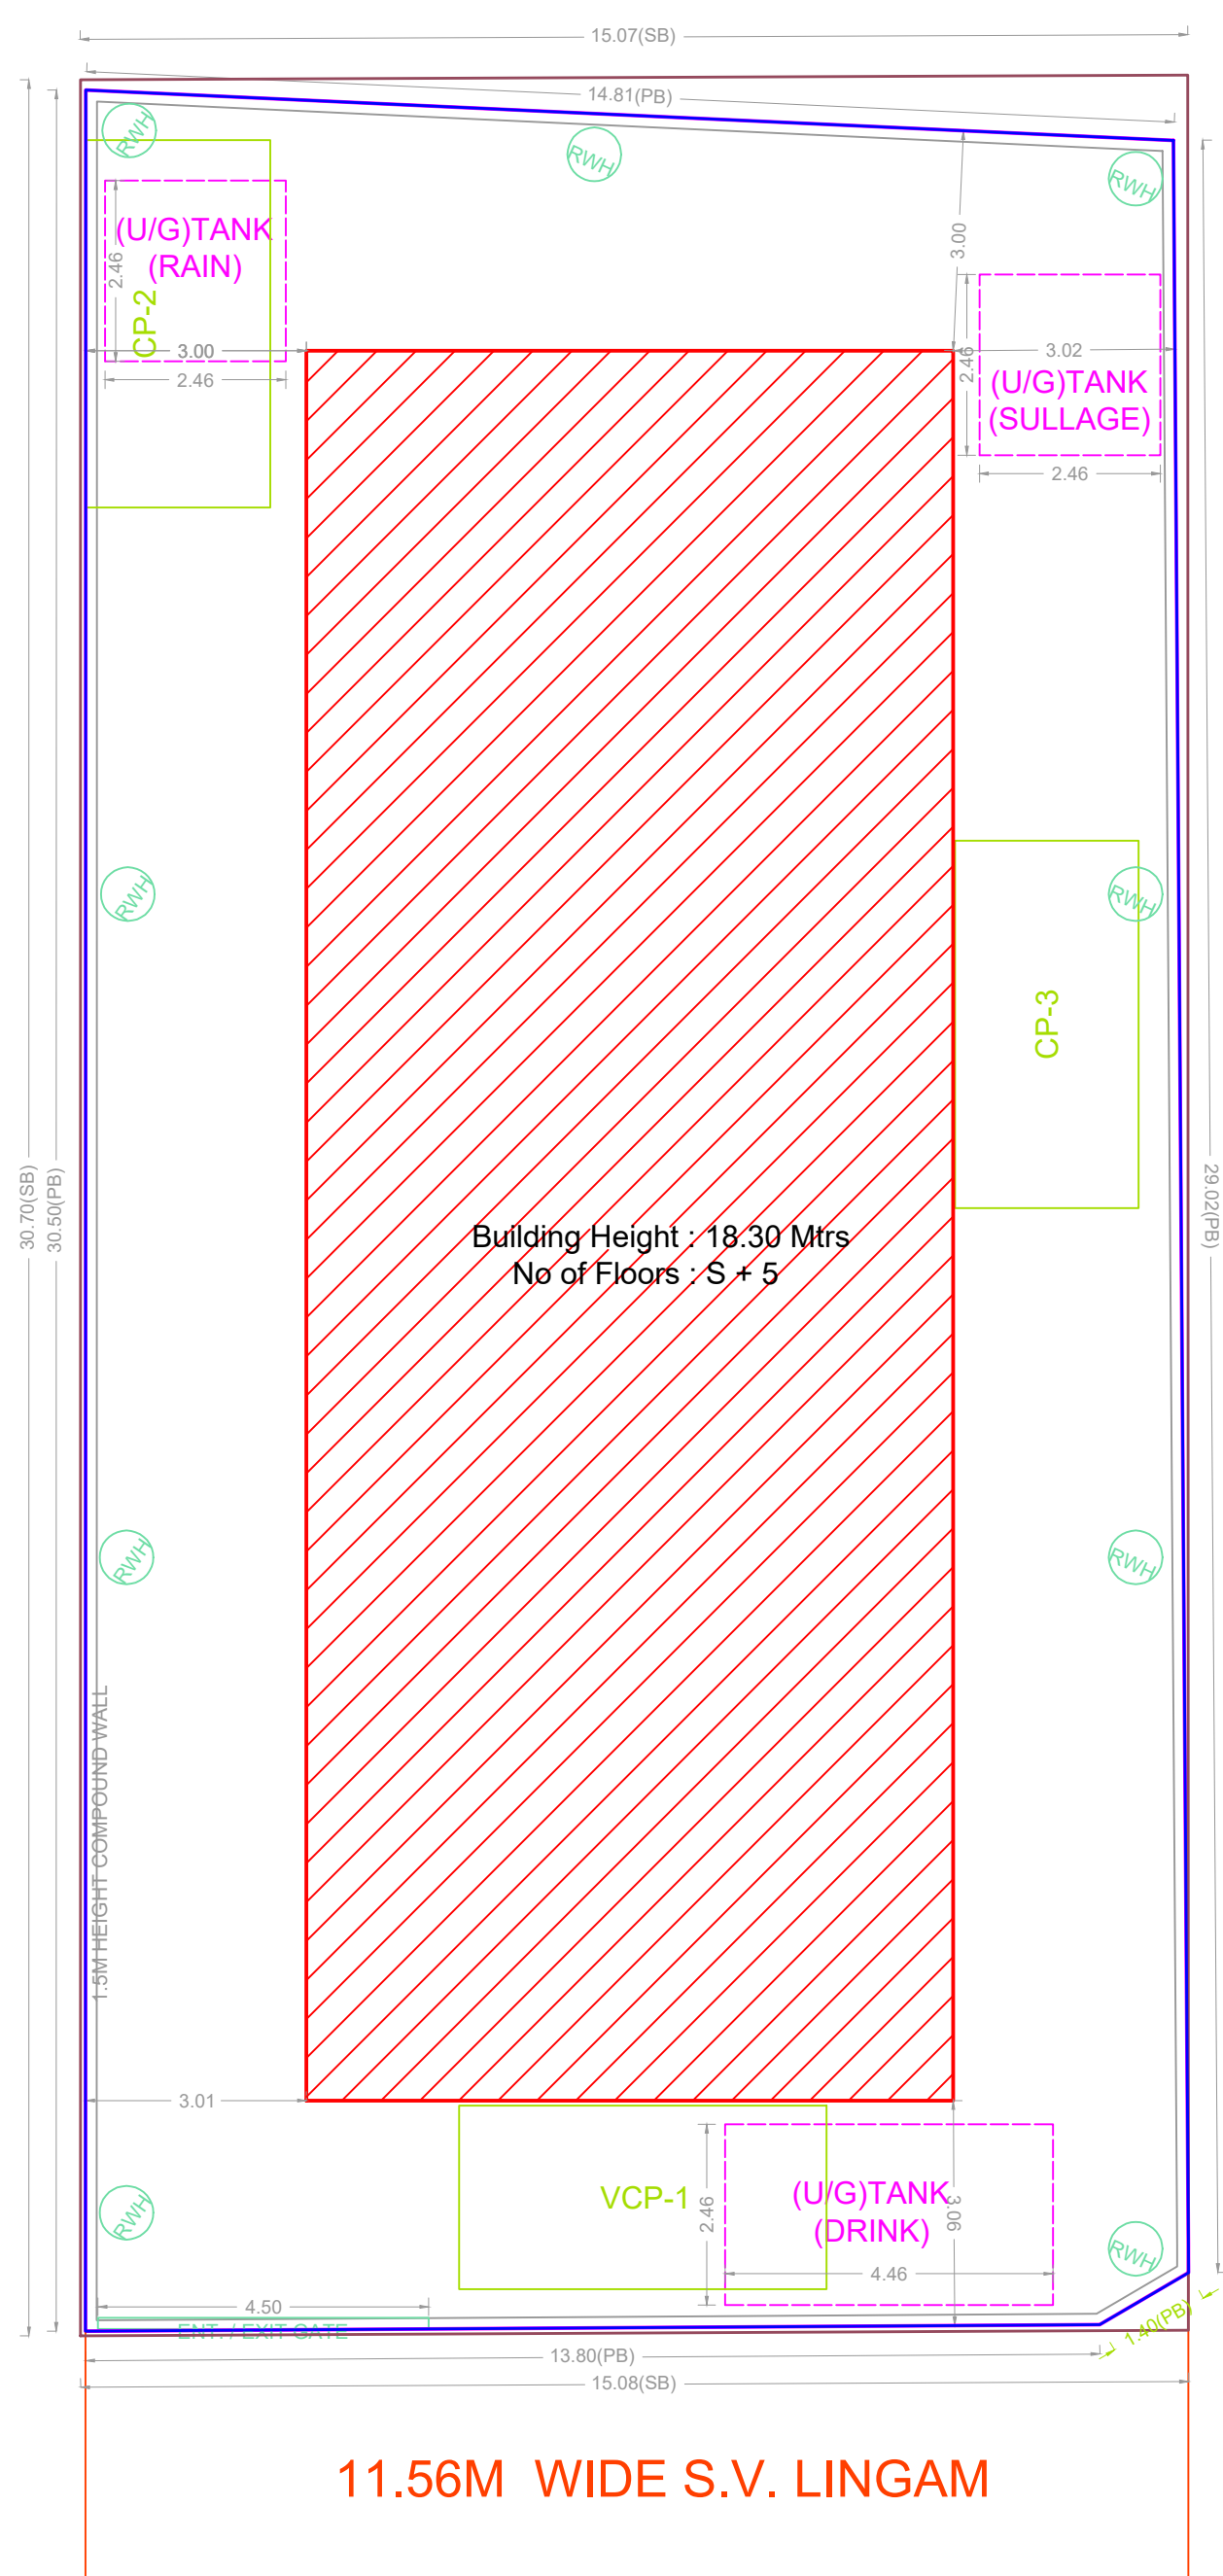 15.07(SB)
14.81(PB)
RWH
RWH
RWH
(U/G)TANK
(RAIN)
2.46
CP-2
3.00
2.46
3.00
3.02
2.46
(U/G)TANK
(SULLAGE)
2.46
RWH
RWH
CP-3
30.70(SB)
30.50(PB)
29.02(PB)
Building Height : 18.30 Mtrs
No of Floors : S + 5
RWH
RWH
1.5M HEIGHT COMPOUND WALL
3.01
VCP-1
2.46
(U/G)TANK
(DRINK)
3.06
4.46
RWH
RWH
4.50
ENT. / EXIT GATE
1.40(PB)
13.80(PB)
15.08(SB)
11.56M WIDE S.V. LINGAM